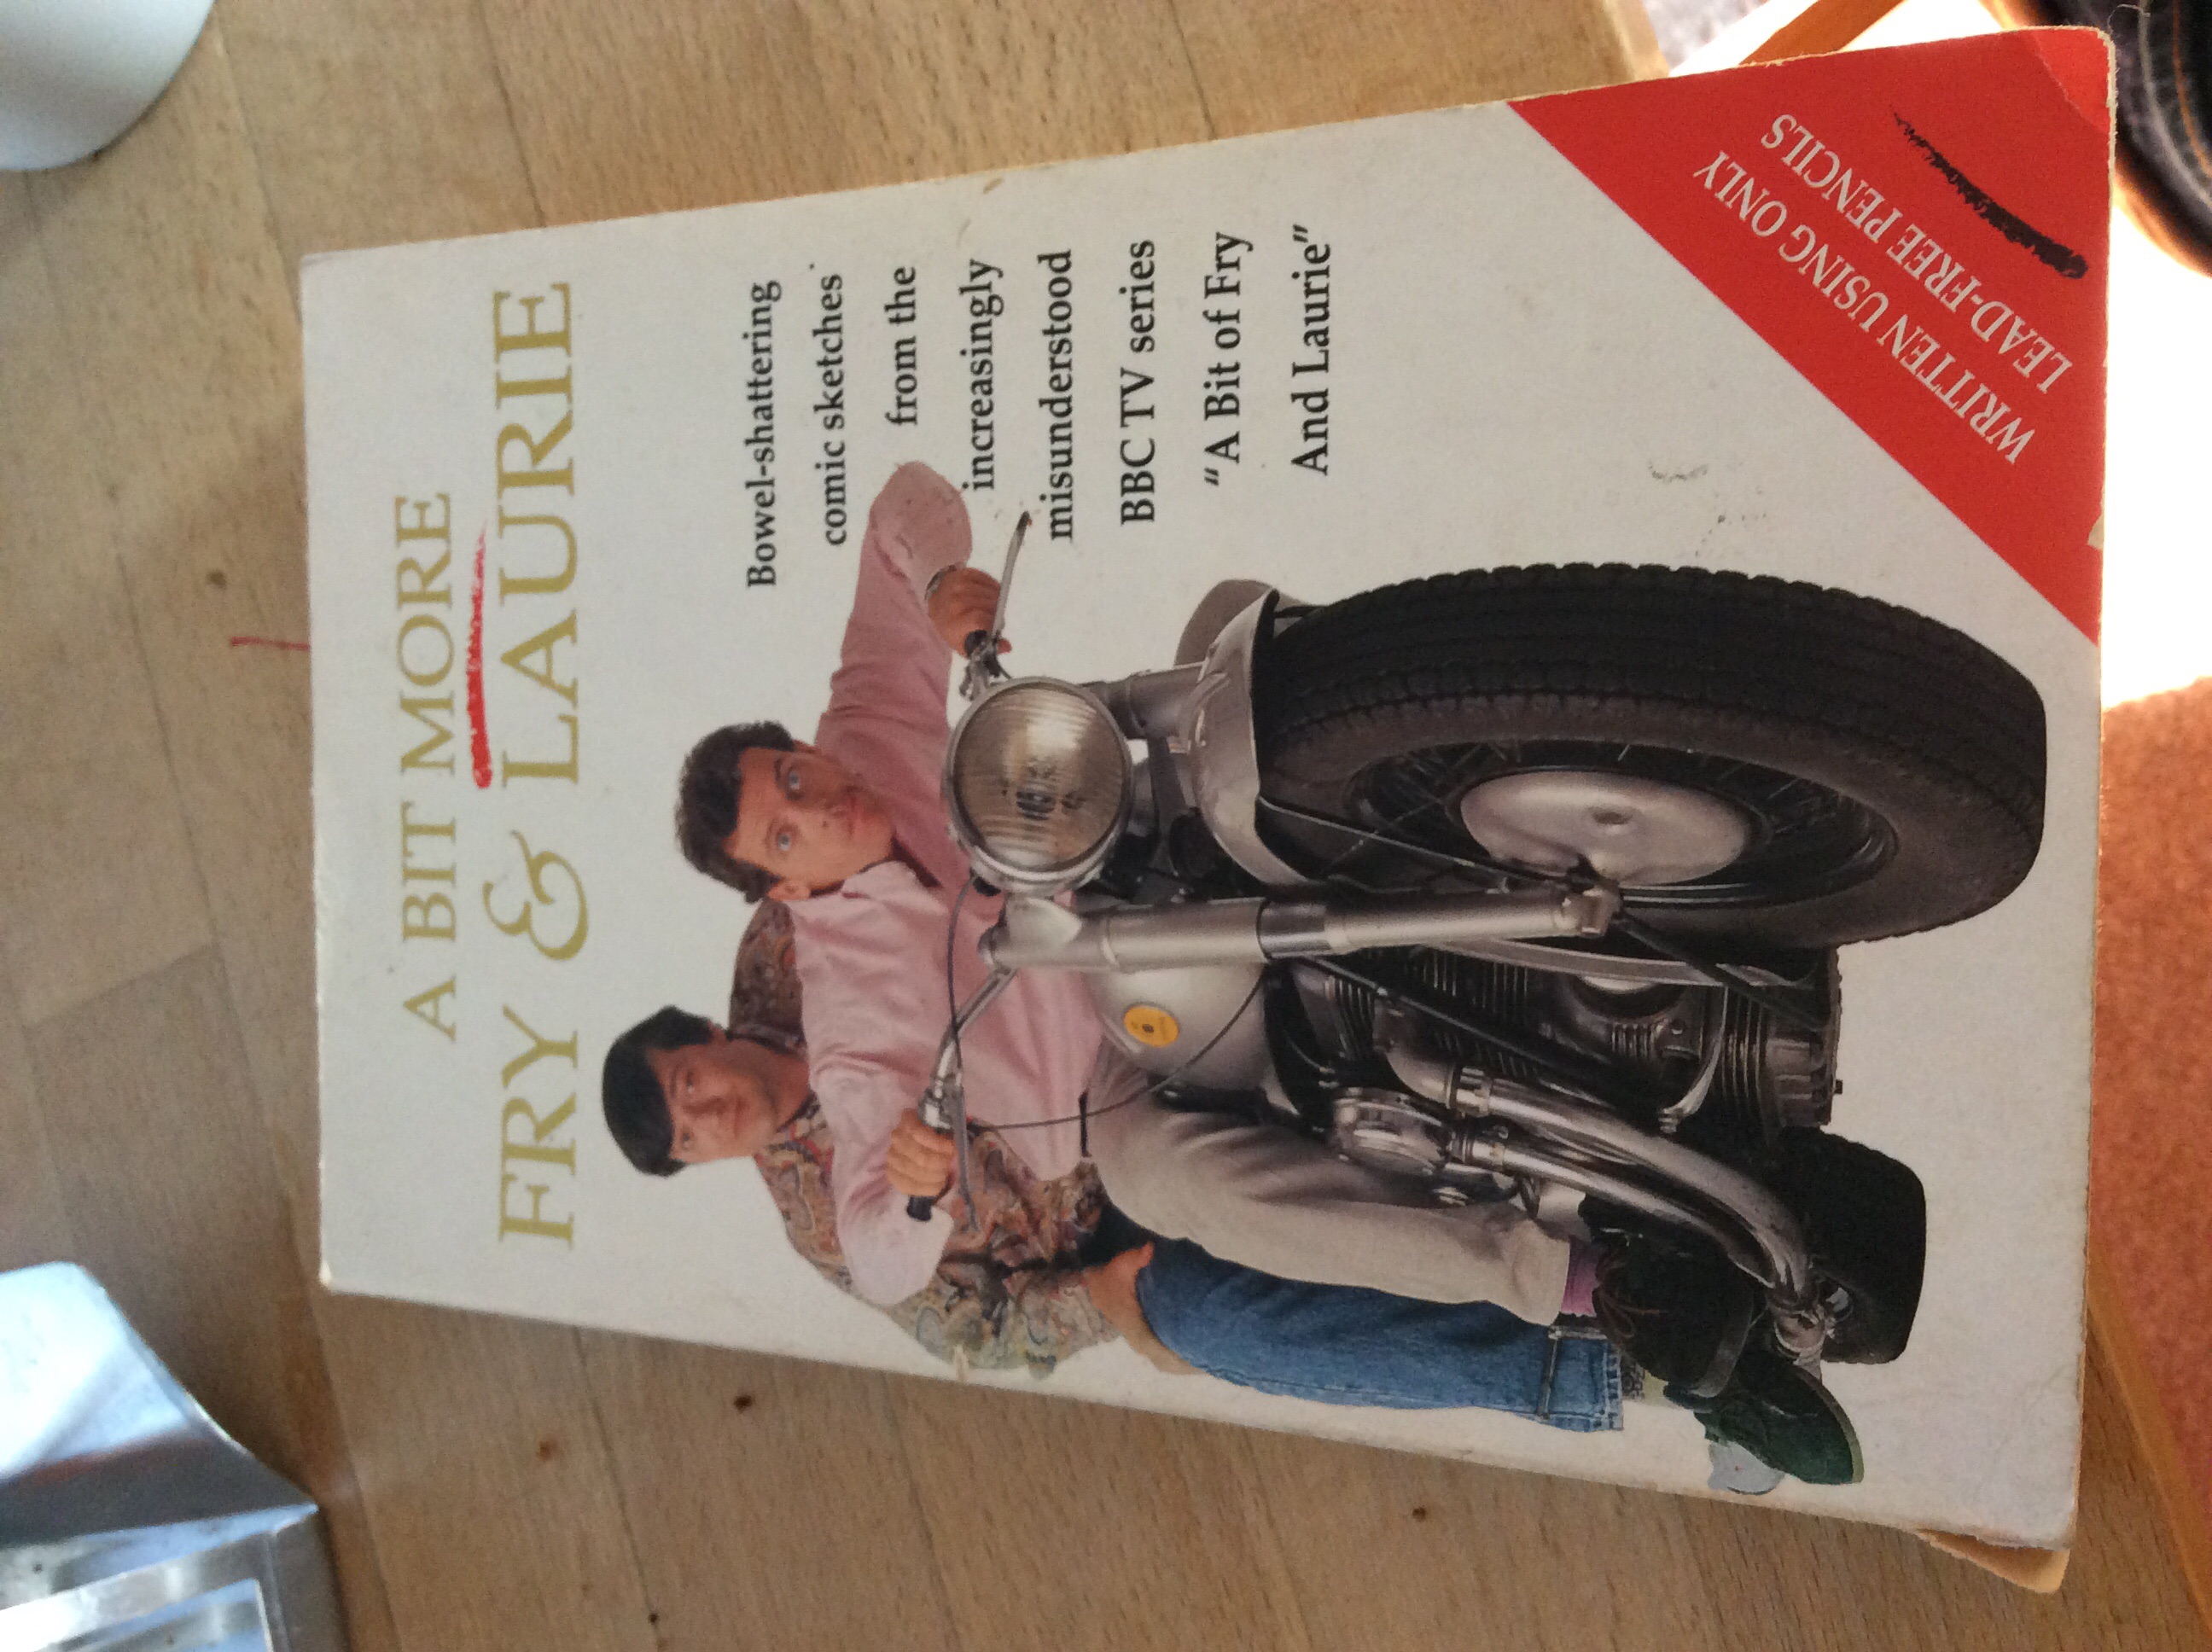 A BIT MORE
FRY & LAURIE
Bowel-shattering
comic sketches
from the
increasingly
misunderstood
BBC TV series
"A Bit of Fry
And Laurie"
WRITTEN USING ONLY
LEAD-FREE PENCILS